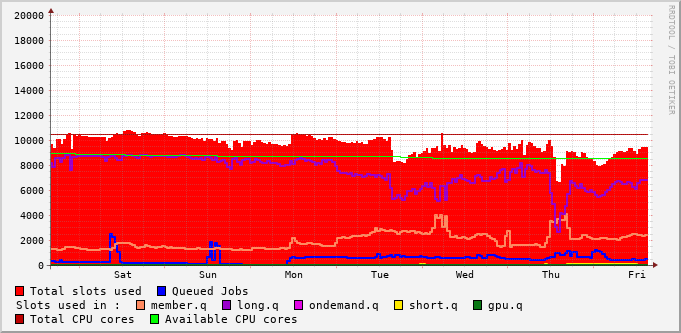 20000
18000
16000
14000
12000
10000
8000
6000
4000
2000
0
Sat Sun Mon Tue Wed Thu Fri
Total slots used Queued Jobs
Slots used in : member.q long.q ondemand.q short.q gpu.q
Total CPU cores Available CPU cores
RRDTOOL / TOBI OETIKER